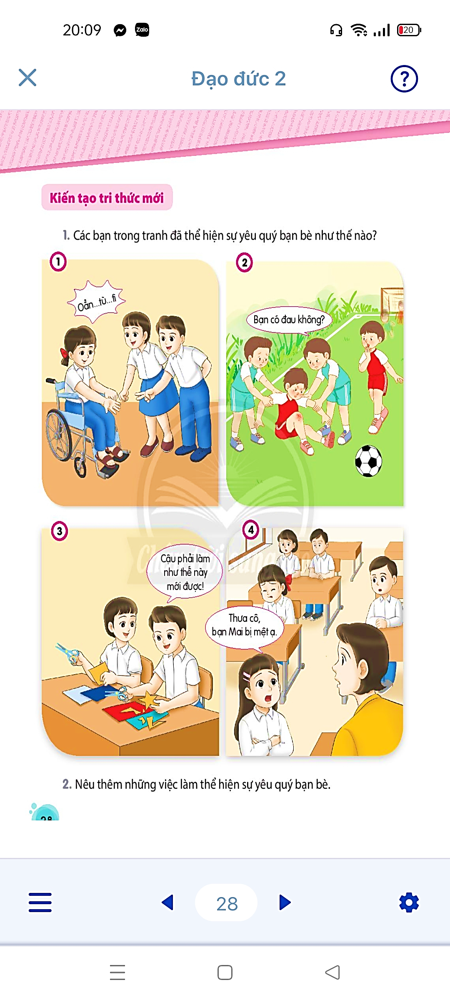 20:09
Zalo
20
Đạo đức 2
?
Kiến tạo tri thức mới
1. Các bạn trong tranh đã thể hiện sự yêu quý bạn bè như thế nào?
1
2
Oẳn...tù...fì
Bạn có đau không?
3
4
Cậu phải làm
như thế này
mới được!
Thưa cô,
bạn Mai bị mệt ạ.
2. Nêu thêm những việc làm thể hiện sự yêu quý bạn bè.
28
28